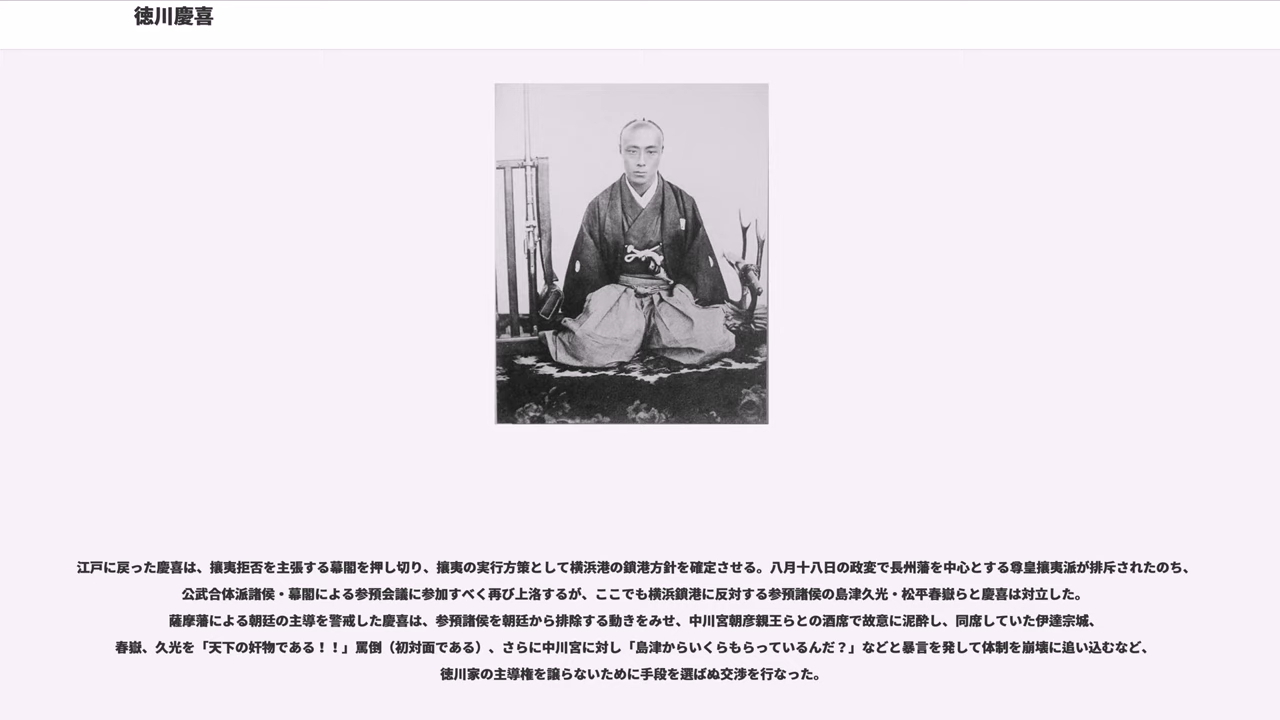 徳川慶喜
江戸に戻った慶喜は、攘夷拒否を主張する幕閣を押し切り、攘夷の実行方策として横浜港の鎖港方針を確定させる。八月十八日の政変で長州藩を中心とする尊皇攘夷派が排斥されたのち、
公武合体派諸侯・幕閣による参預会議に参加すべく再び上洛するが、ここでも横浜鎖港に反対する参預諸侯の島津久光・松平春嶽らと慶喜は対立した。
薩摩藩による朝廷の主導を警戒した慶喜は、参預諸侯を朝廷から排除する動きをみせ、中川宮朝彦親王らとの酒席で故意に泥酔し、同席していた伊達宗城、
春嶽、久光を「天下の奸物である！！」罵倒（初対面である）、さらに中川宮に対し「島津からいくらもらっているんだ？」などと暴言を発して体制を崩壊に追い込むなど、
徳川家の主導権を譲らないために手段を選ばぬ交渉を行なった。